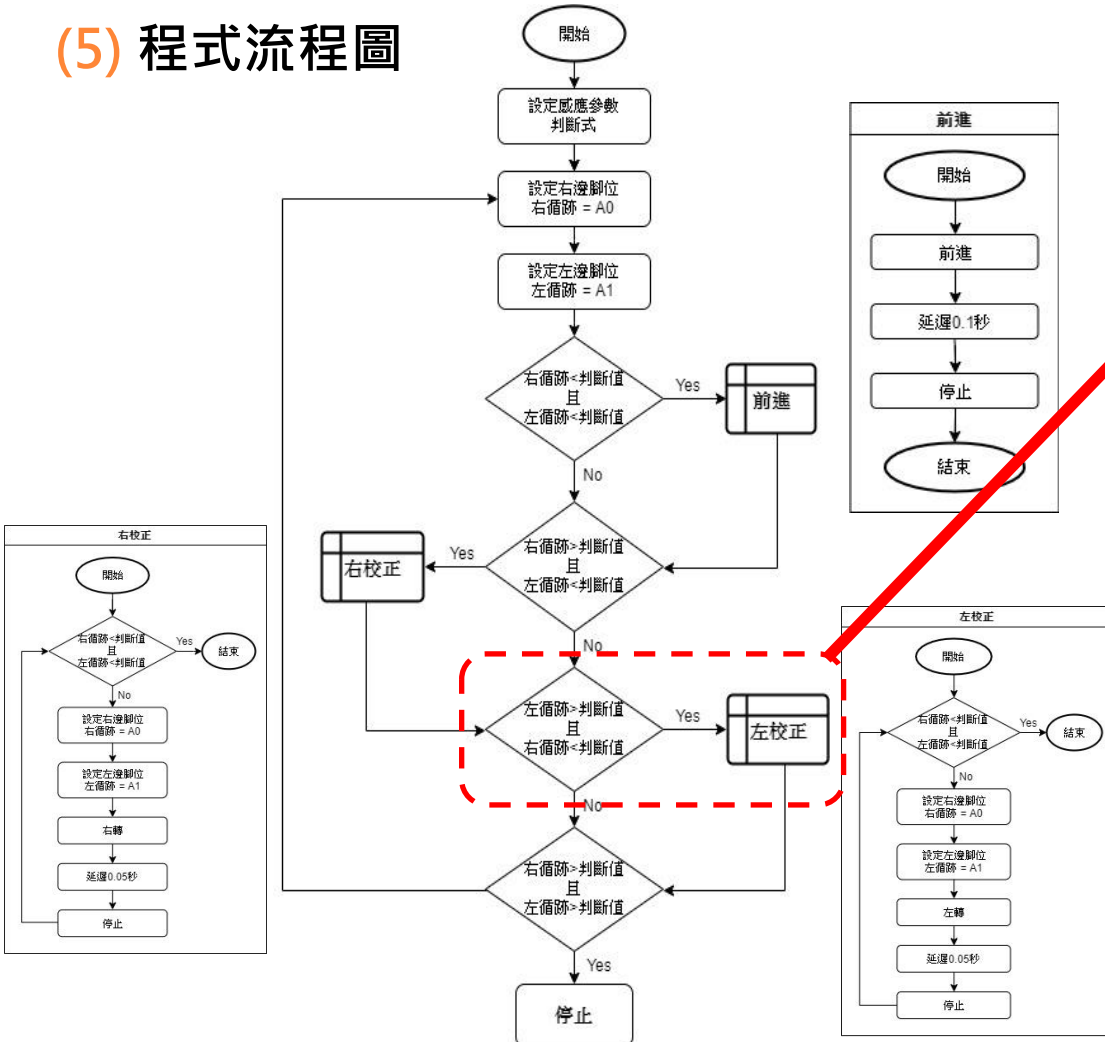 (5) 程式流程圖
開始
設定感應參數
判斷式
設定右邊腳位
右循跡 = A0
設定左邊腳位
左循跡 = A1
右循跡<判斷值
且
左循跡<判斷值
Yes
前進
No
右循跡>判斷值
且
左循跡<判斷值
Yes
右校正
No
左循跡>判斷值
且
右循跡<判斷值
Yes
左校正
No
右循跡>判斷值
且
左循跡>判斷值
Yes
停止
前進
開始
前進
延遲0.1秒
停止
結束
右校正
開始
右循跡<判斷值
且
左循跡<判斷值
Yes
結束
No
設定右邊腳位
右循跡 = A0
設定左邊腳位
左循跡 = A1
右轉
延遲0.05秒
停止
左校正
開始
右循跡<判斷值
且
左循跡<判斷值
Yes
結束
No
設定右邊腳位
右循跡 = A0
設定左邊腳位
左循跡 = A1
左轉
延遲0.05秒
停止